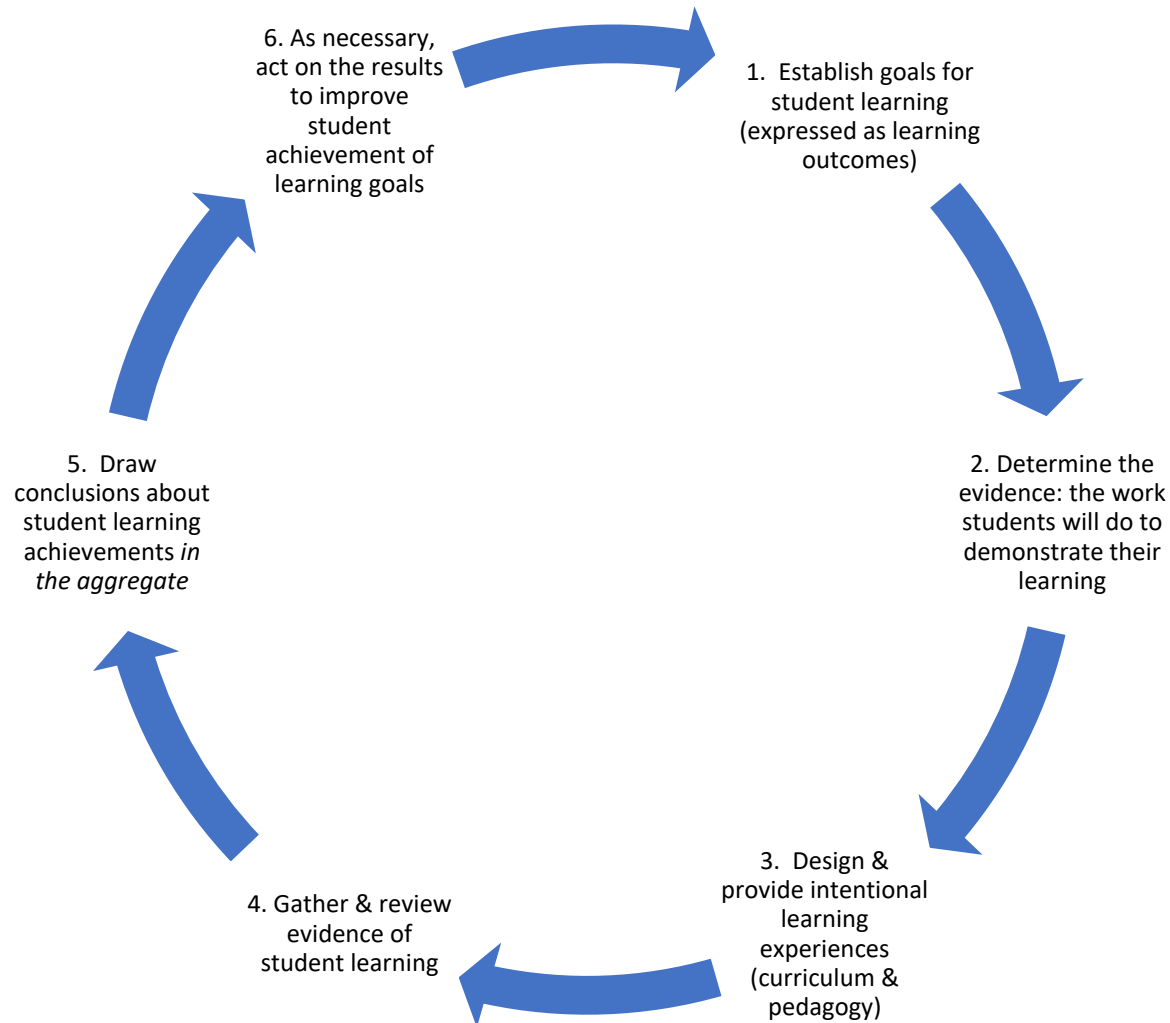 1. Establish goals for
student learning
(expressed as learning
outcomes)
2. Determine the
evidence: the work
students will do to
demonstrate their
learning
3. Design &
provide intentional
learning
experiences
(curriculum &
pedagogy)
4. Gather & review
evidence of
student learning
5. Draw
conclusions about
student learning
achievements in
the aggregate
6. As necessary,
act on the results
to improve
student
achievement of
learning goals